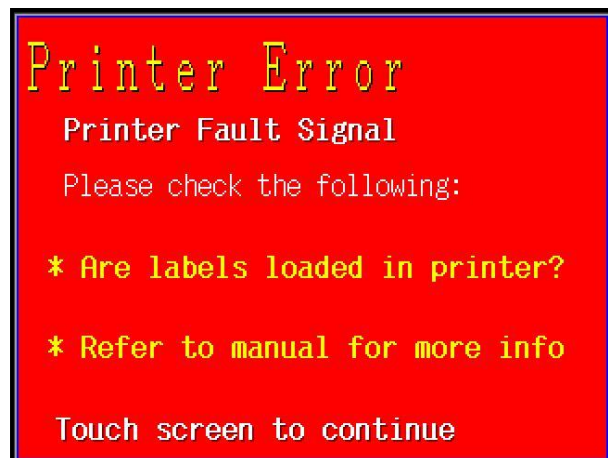 Printer Error
Printer Fault Signal
Please check the following:
* Are labels loaded in printer?
* Refer to manual for more info
Touch screen to continue